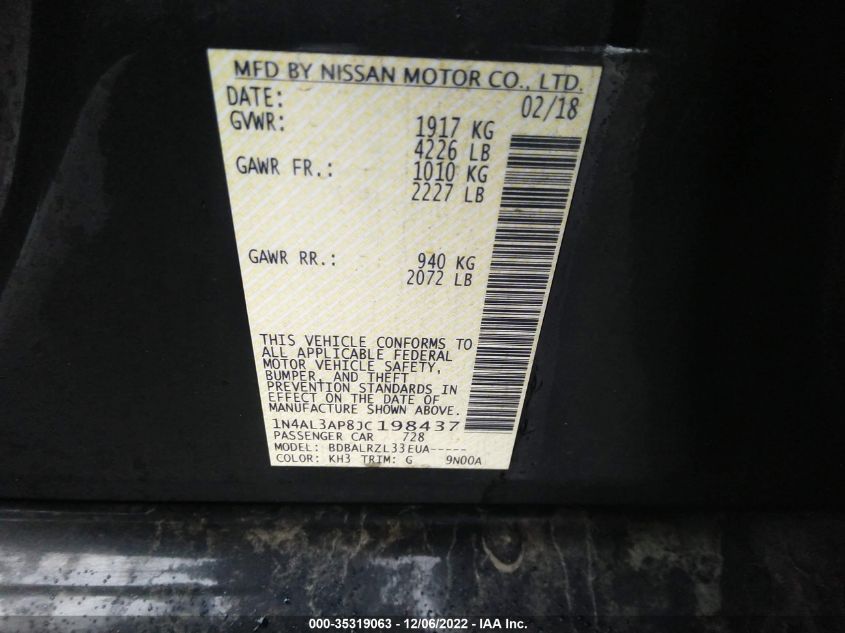 MFD BY NISSAN MOTOR CO., LTD.
DATE: 02/18
GVWR: 1917 KG
4226 LB
GAWR FR.: 1010 KG
2227 LB
GAWR RR.: 940 KG
2072 LB
THIS VEHICLE CONFORMS TO
ALL APPLICABLE FEDERAL
MOTOR VEHICLE SAFETY,
BUMPER, AND THEFT
PREVENTION STANDARDS IN
EFFECT ON THE DATE OF
MANUFACTURE SHOWN ABOVE.
1N4AL3AP8JC198437
PASSENGER CAR 728
MODEL: BDBALRZL33EUA-----
COLOR: KH3 TRIM: G 9N00A
000-35319063 - 12/06/2022 - IAA Inc.